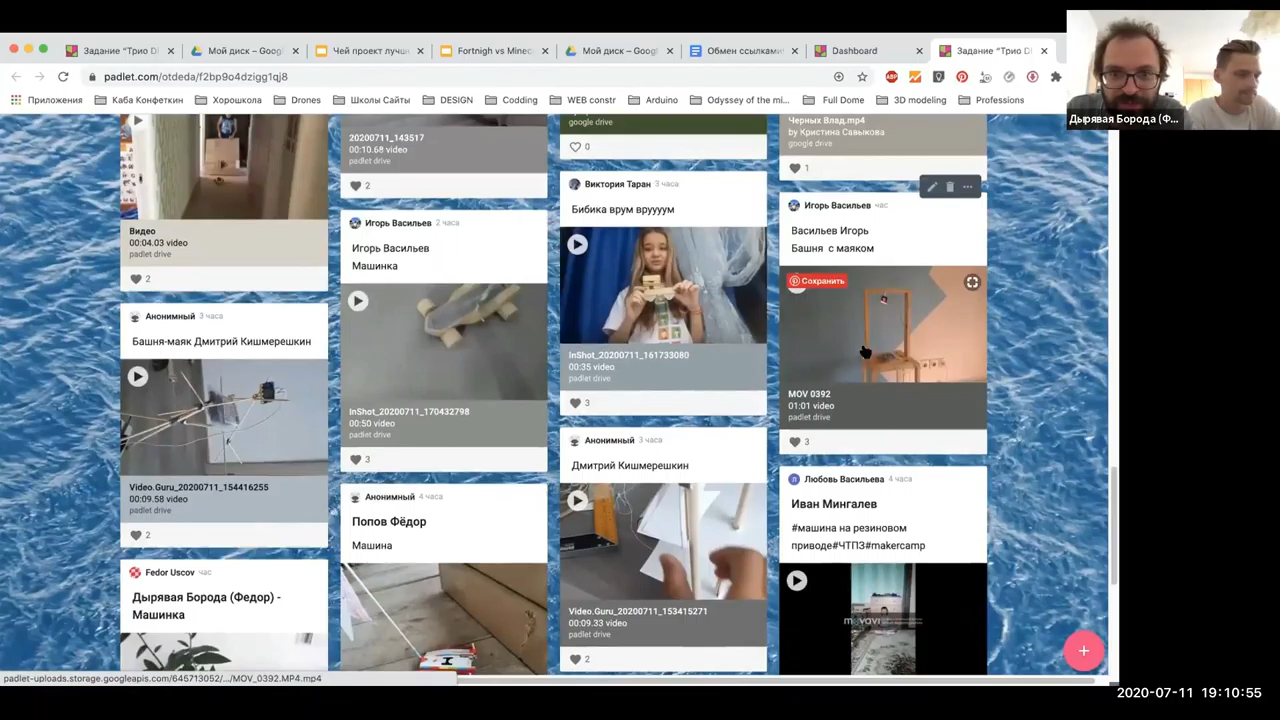 Задание "Трио D
Мой диск – Googl
Чей проект лучш
Fortnigh vs Minec
Мой диск – Goog
Обмен ссылками
Dashboard
Задание "Трио D
padlet.com/otdeda/f2bp9o4dzigg1qj8
Приложения
Каба Конфеткин
Хорошкола
Drones
Школы Сайты
DESIGN
Codding
WEB constr
Arduino
Odyssey of the mi...
Full Dome
3D modeling
Professions
Дырявая Борода (Ф...
Видео
00:04.03 video
padlet drive
2
Анонимный 3 часа
Башня-маяк Дмитрий Кишмерешкин
Video.Guru_20200711_154416255
00:09.58 video
padlet drive
2
Fedor Uscov час
Дырявая Борода (Федор) -
Машинка
20200711_143517
00:10.68 video
padlet drive
2
Игорь Васильев 2 часа
Игорь Васильев
Машинка
InShot_20200711_170432798
00:50 video
padlet drive
3
Анонимный 4 часа
Попов Фёдор
Машина
google drive
0
Виктория Таран 3 часа
Бибика врум вруууум
InShot_20200711_161733080
00:35 video
padlet drive
3
Анонимный 3 часа
Дмитрий Кишмерешкин
Video.Guru_20200711_153415271
00:09.33 video
padlet drive
2
Черных Влад.mp4
by Кристина Савыкова
google drive
1
Игорь Васильев час
Васильев Игорь
Башня с маяком
Сохранить
MOV 0392
01:01 video
padlet drive
3
Любовь Васильева 4 часа
Иван Мингалев
#машина на резиновом
приводе#ЧТПЗ#makercamp
movavi
padlet-uploads.storage.googleapis.com/645713052/.../MOV_0392.MP4.mp4
2020-07-11 19:10:55